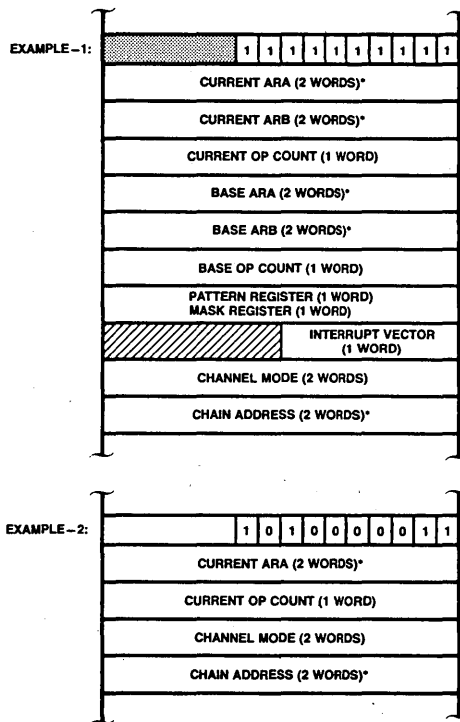 EXAMPLE–1: 1 1 1 1 1 1 1 1 1 1
CURRENT ARA (2 WORDS)*
CURRENT ARB (2 WORDS)*
CURRENT OP COUNT (1 WORD)
BASE ARA (2 WORDS)*
BASE ARB (2 WORDS)*
BASE OP COUNT (1 WORD)
PATTERN REGISTER (1 WORD)
MASK REGISTER (1 WORD)
INTERRUPT VECTOR
(1 WORD)
CHANNEL MODE (2 WORDS)
CHAIN ADDRESS (2 WORDS)*
EXAMPLE–2: 1 0 1 0 0 0 0 0 1 1
CURRENT ARA (2 WORDS)*
CURRENT OP COUNT (1 WORD)
CHANNEL MODE (2 WORDS)
CHAIN ADDRESS (2 WORDS)*